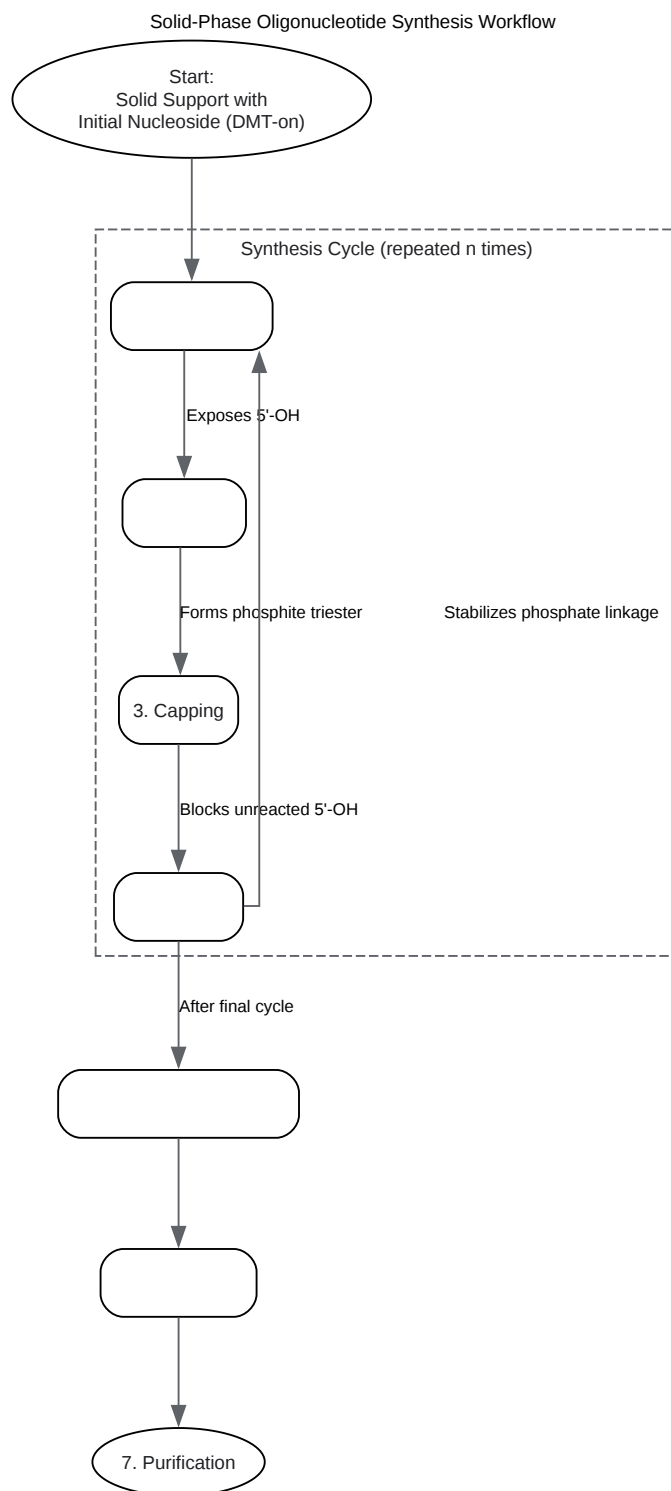 Solid-Phase Oligonucleotide Synthesis Workflow
Start:
Solid Support with
Initial Nucleoside (DMT-on)
Synthesis Cycle (repeated n times)
Exposes 5'-OH
Forms phosphite triester
Stabilizes phosphate linkage
3. Capping
Blocks unreacted 5'-OH
After final cycle
7. Purification